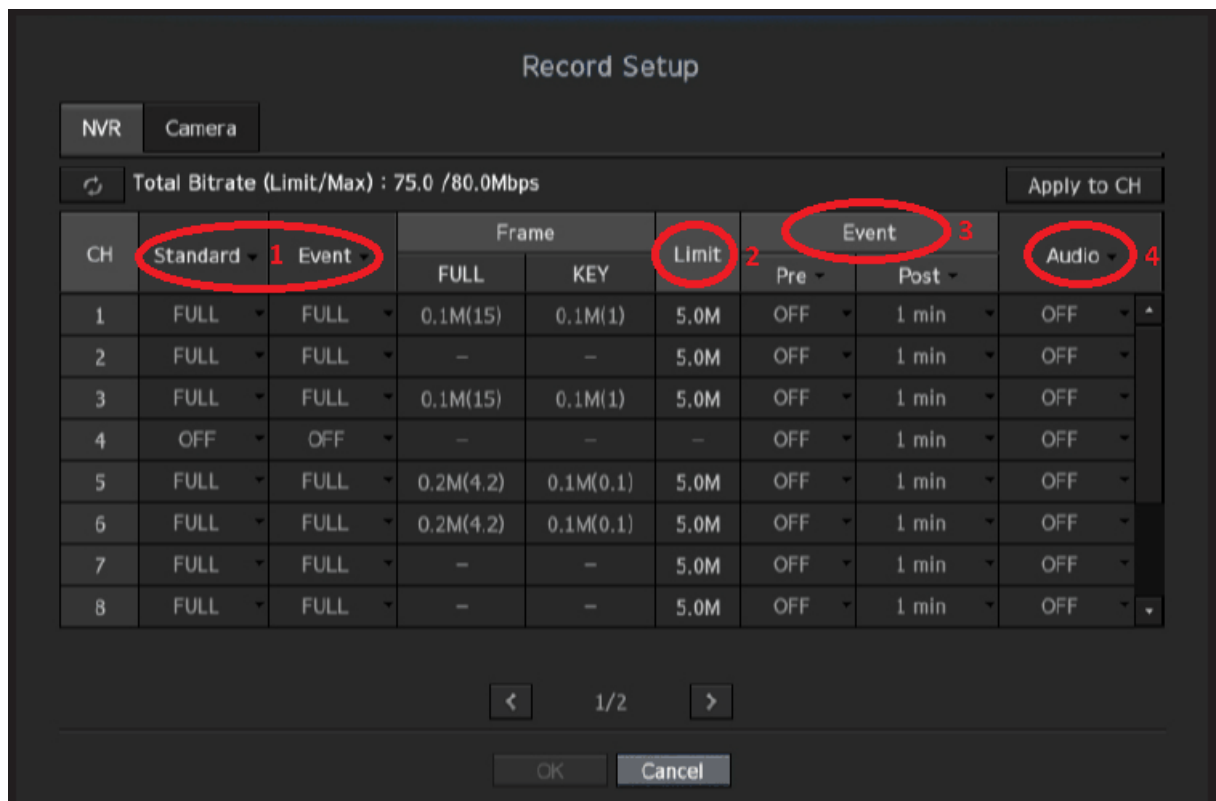 Record Setup
NVR Camera
Total Bitrate (Limit/Max) : 75.0 /80.0Mbps Apply to CH
CH Standard 1 Event Frame Limit 2 Event 3 Audio 4
FULL KEY Pre Post
1 FULL FULL 0.1M(15) 0.1M(1) 5.0M OFF 1 min OFF
2 FULL FULL – – 5.0M OFF 1 min OFF
3 FULL FULL 0.1M(15) 0.1M(1) 5.0M OFF 1 min OFF
4 OFF OFF – – – OFF 1 min OFF
5 FULL FULL 0.2M(4.2) 0.1M(0.1) 5.0M OFF 1 min OFF
6 FULL FULL 0.2M(4.2) 0.1M(0.1) 5.0M OFF 1 min OFF
7 FULL FULL – – 5.0M OFF 1 min OFF
8 FULL FULL – – 5.0M OFF 1 min OFF
< 1/2 >
OK Cancel